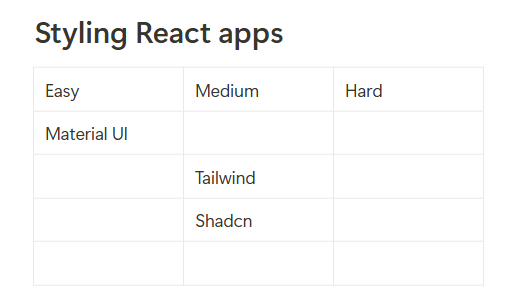 Styling React apps
Easy Medium Hard
Material UI
Tailwind
Shadcn